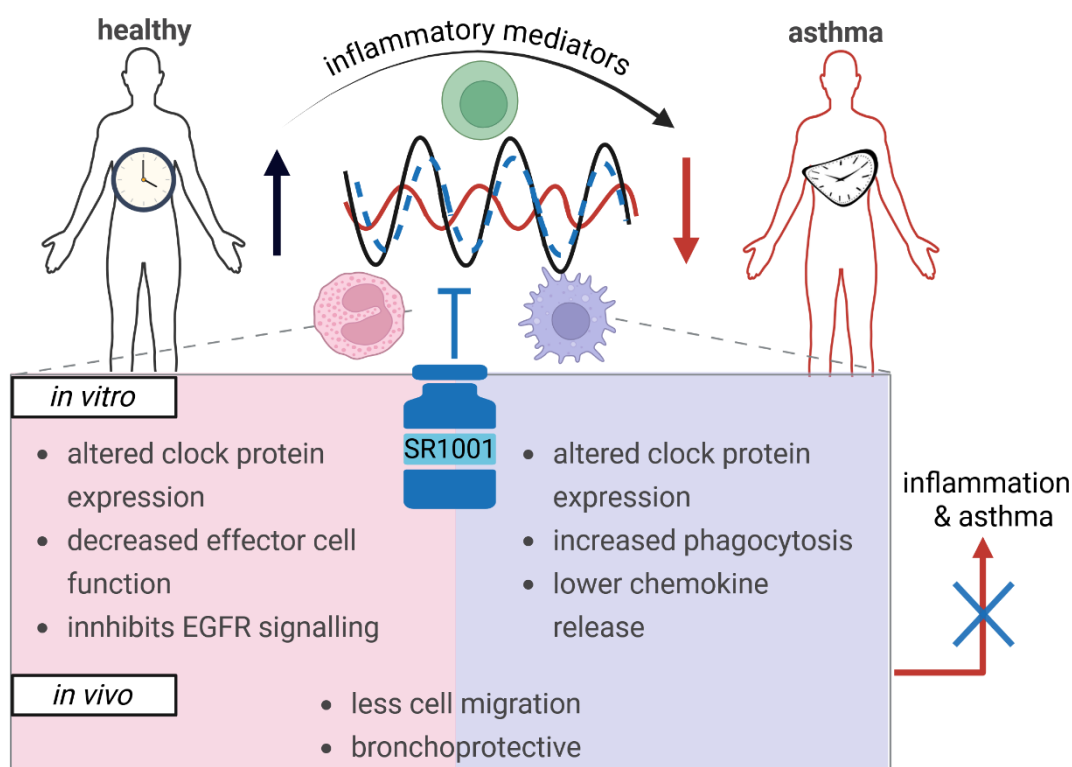 healthy
inflammatory mediators
asthma
in vitro
• altered clock protein
expression
• decreased effector cell
function
• innhibits EGFR signalling
SR1001
• altered clock protein
expression
• increased phagocytosis
• lower chemokine
release
inflammation
& asthma
in vivo
• less cell migration
• bronchoprotective